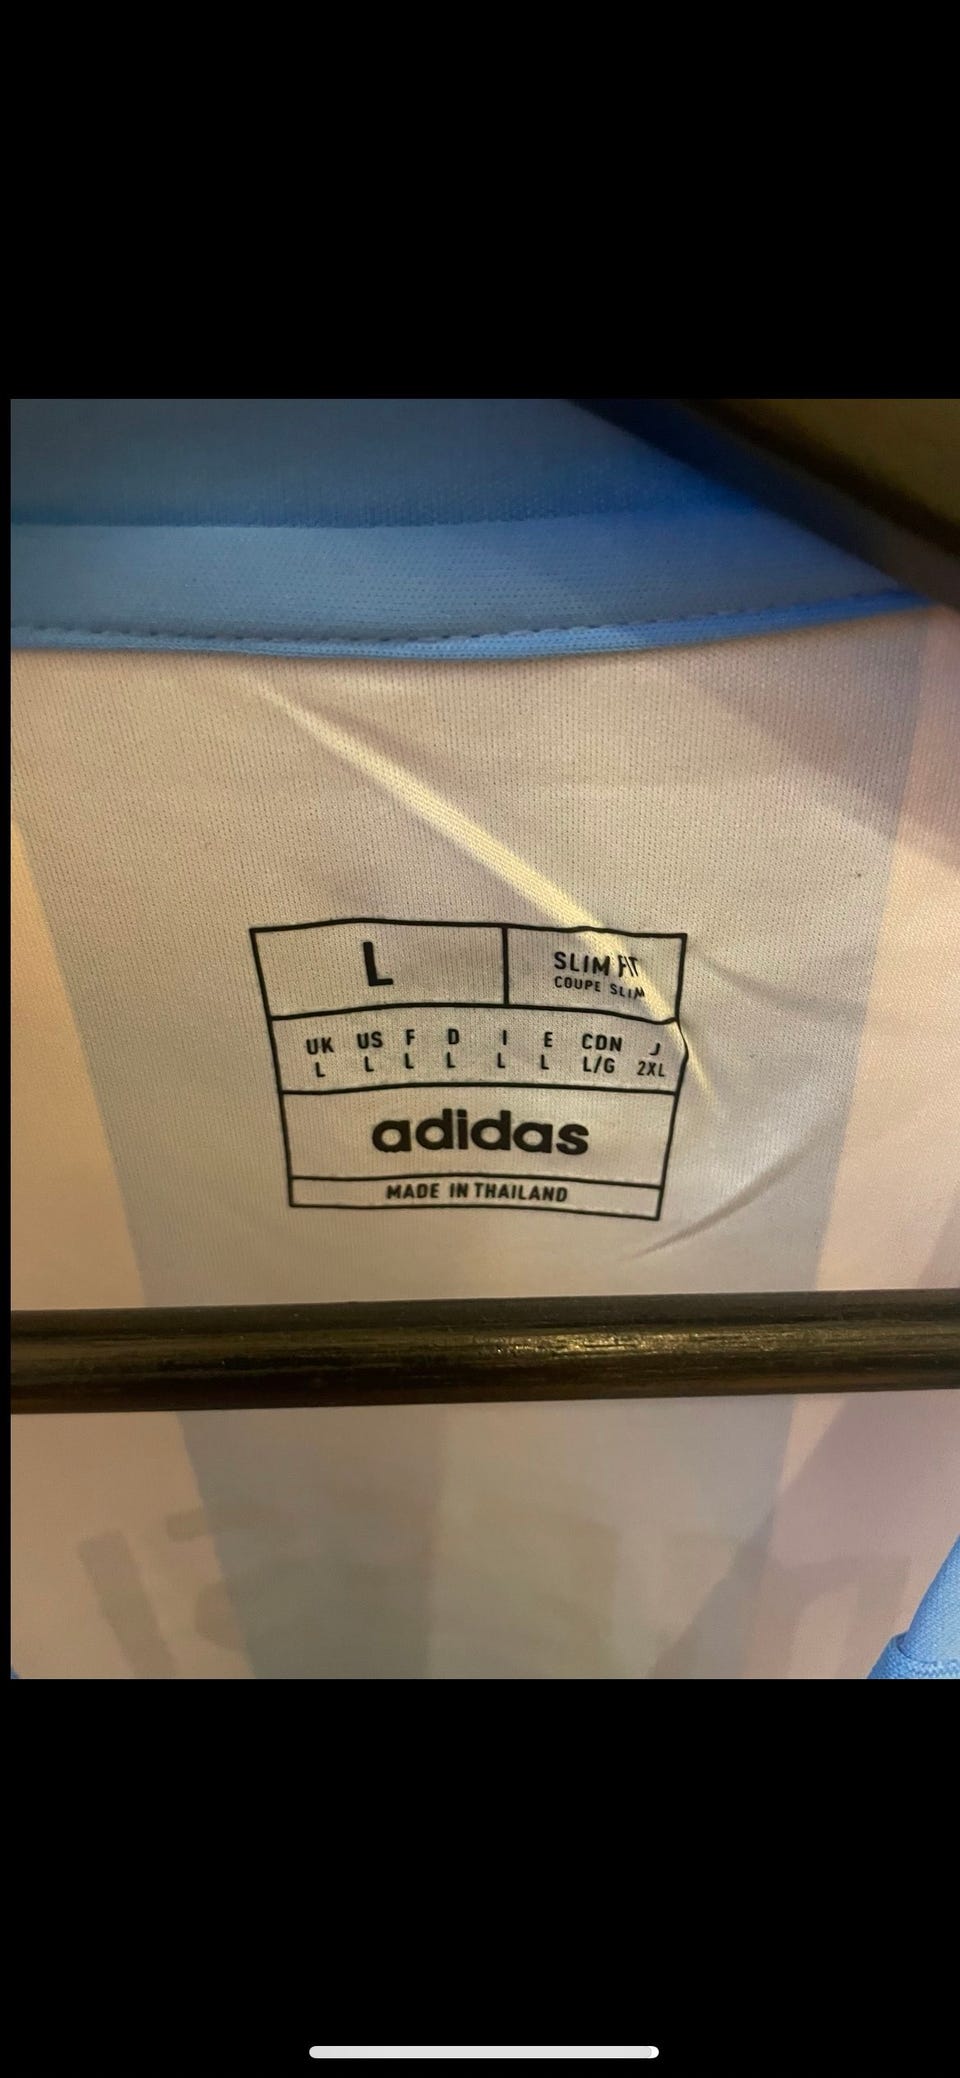 L
SLIM FIT
COUPE SLIM
UK US F D I E CDN J
L L L L L L L/G 2XL
adidas
MADE IN THAILAND